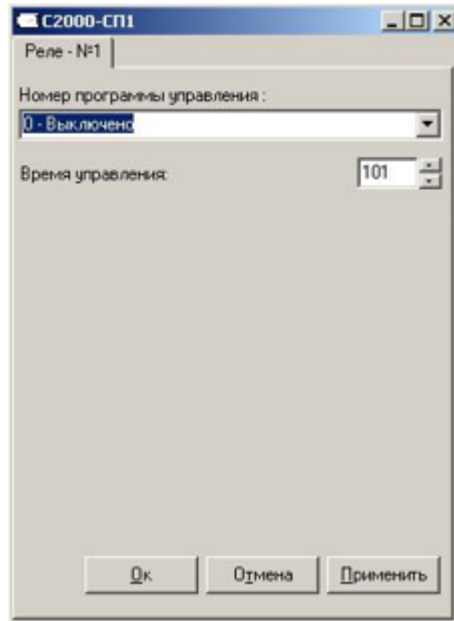 С2000-СП1
Реле - №1
Номер программы управления :
0 - Выключено
Время управления:
101
Ок
Отмена
Применить